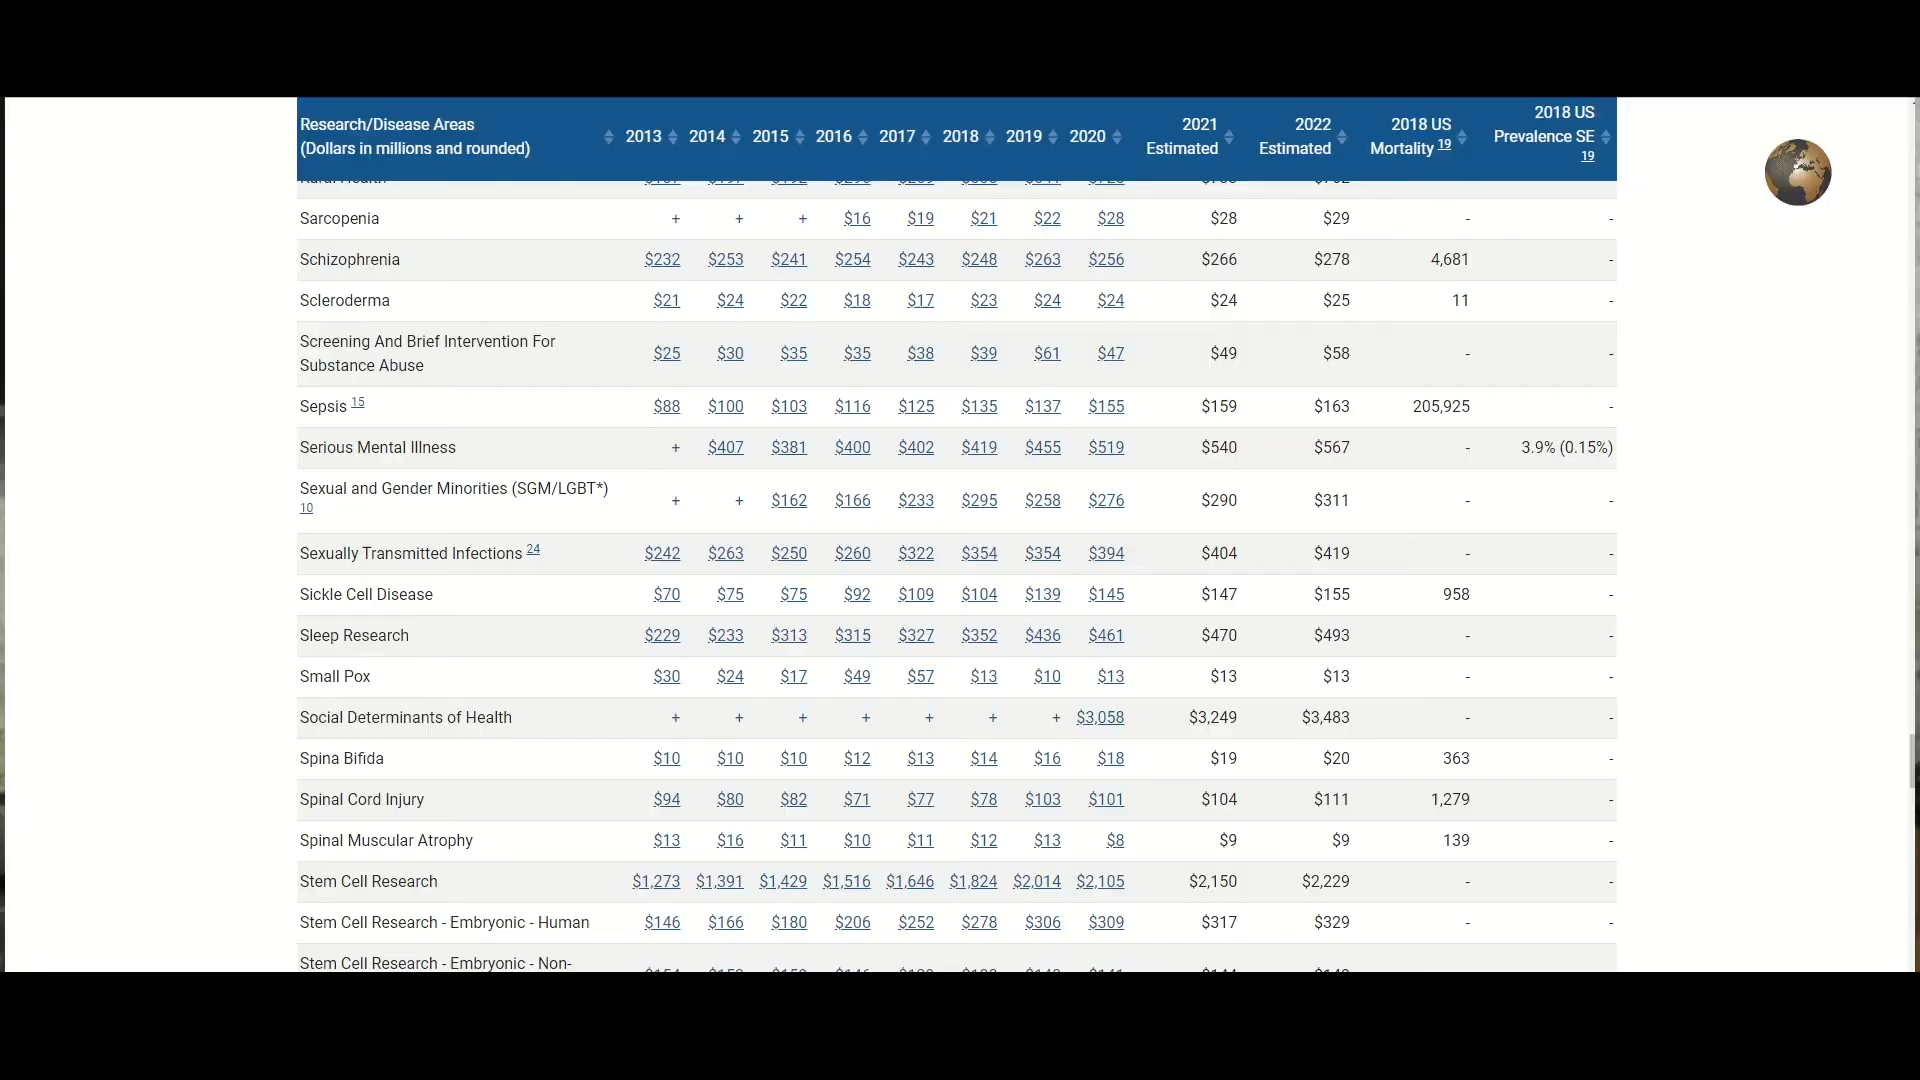 Research/Disease Areas
(Dollars in millions and rounded) 2013 2014 2015 2016 2017 2018 2019 2020 2021 Estimated 2022 Estimated 2018 US Mortality 19 2018 US Prevalence SE 19
Rural Health
Sarcopenia + + + $16 $19 $21 $22 $28 $28 $29 - -
Schizophrenia $232 $253 $241 $254 $243 $248 $263 $256 $266 $278 4,681 -
Scleroderma $21 $24 $22 $18 $17 $23 $24 $24 $24 $25 11 -
Screening And Brief Intervention For
Substance Abuse $25 $30 $35 $35 $38 $39 $61 $47 $49 $58 - -
Sepsis 15 $88 $100 $103 $116 $125 $135 $137 $155 $159 $163 205,925 -
Serious Mental Illness + $407 $381 $400 $402 $419 $455 $519 $540 $567 - 3.9% (0.15%)
Sexual and Gender Minorities (SGM/LGBT*)
10 + + $162 $166 $233 $295 $258 $276 $290 $311 - -
Sexually Transmitted Infections 24 $242 $263 $250 $260 $322 $354 $354 $394 $404 $419 - -
Sickle Cell Disease $70 $75 $75 $92 $109 $104 $139 $145 $147 $155 958 -
Sleep Research $229 $233 $313 $315 $327 $352 $436 $461 $470 $493 - -
Small Pox $30 $24 $17 $49 $57 $13 $10 $13 $13 $13 - -
Social Determinants of Health + + + + + + + $3,058 $3,249 $3,483 - -
Spina Bifida $10 $10 $10 $12 $13 $14 $16 $18 $19 $20 363 -
Spinal Cord Injury $94 $80 $82 $71 $77 $78 $103 $101 $104 $111 1,279 -
Spinal Muscular Atrophy $13 $16 $11 $10 $11 $12 $13 $8 $9 $9 139 -
Stem Cell Research $1,273 $1,391 $1,429 $1,516 $1,646 $1,824 $2,014 $2,105 $2,150 $2,229 - -
Stem Cell Research - Embryonic - Human $146 $166 $180 $206 $252 $278 $306 $309 $317 $329 - -
Stem Cell Research - Embryonic - Non-